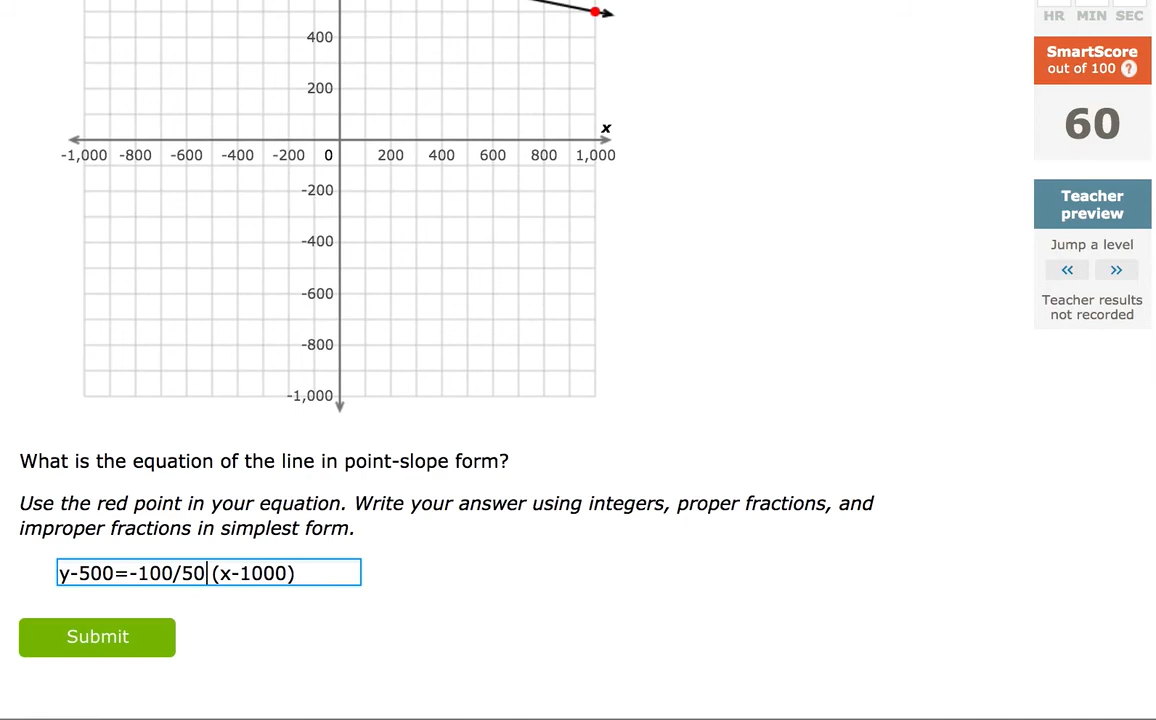 HR MIN SEC
SmartScore
out of 100 ?
60
Teacher
preview
Jump a level
<< >>
Teacher results
not recorded
400
200
x
-1,000 -800 -600 -400 -200 0 200 400 600 800 1,000
-200
-400
-600
-800
-1,000
What is the equation of the line in point-slope form?
Use the red point in your equation. Write your answer using integers, proper fractions, and
improper fractions in simplest form.
y-500=-100/50(x-1000)
Submit